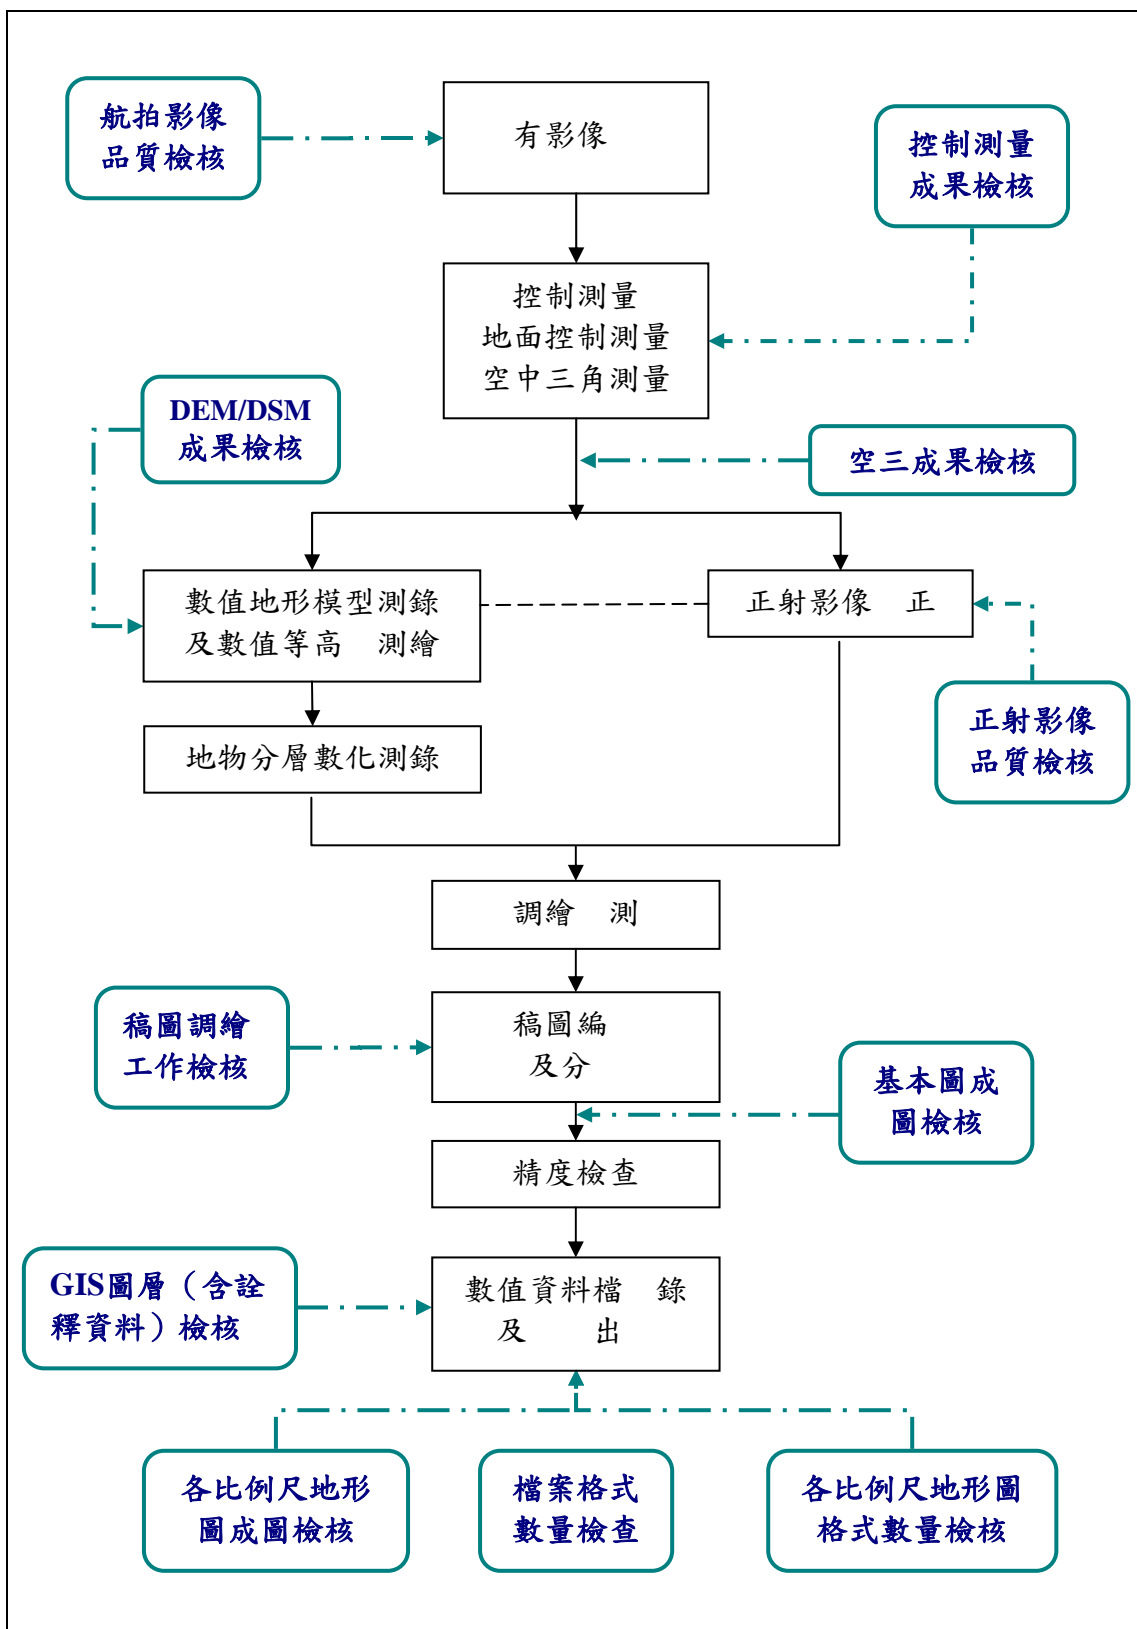 航拍影像
品質檢核
有影像
控制測量
成果檢核
控制測量
地面控制測量
空中三角測量
DEM/DSM
成果檢核
空三成果檢核
數值地形模型測錄
及數值等高 測繪
正射影像 正
地物分層數化測錄
正射影像
品質檢核
調繪 測
稿圖調繪
工作檢核
稿圖編
及分
基本圖成
圖檢核
精度檢查
GIS圖層（含詮
釋資料）檢核
數值資料檔 錄
及 出
各比例尺地形
圖成圖檢核
檔案格式
數量檢查
各比例尺地形圖
格式數量檢核